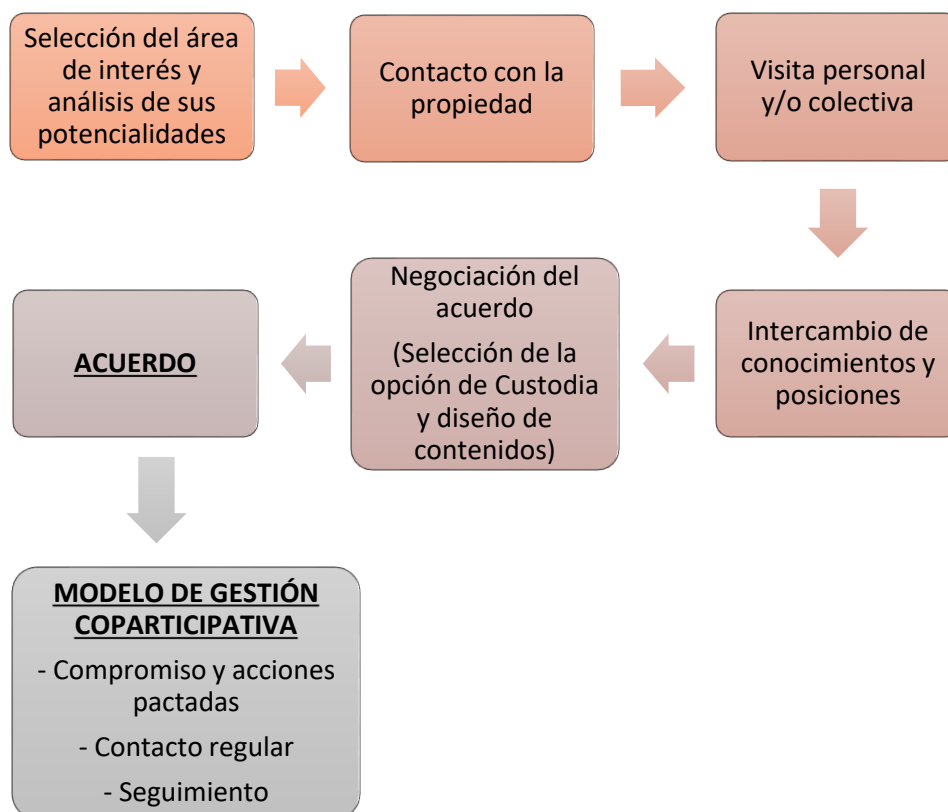 Selección del área
de interés y
análisis de sus
potencialidades
Contacto con la
propiedad
Visita personal
y/o colectiva
Intercambio de
conocimientos y
posiciones
Negociación del
acuerdo
(Selección de la
opción de Custodia
y diseño de
contenidos)
ACUERDO
MODELO DE GESTIÓN
COPARTICIPATIVA
- Compromiso y acciones
pactadas
- Contacto regular
- Seguimiento